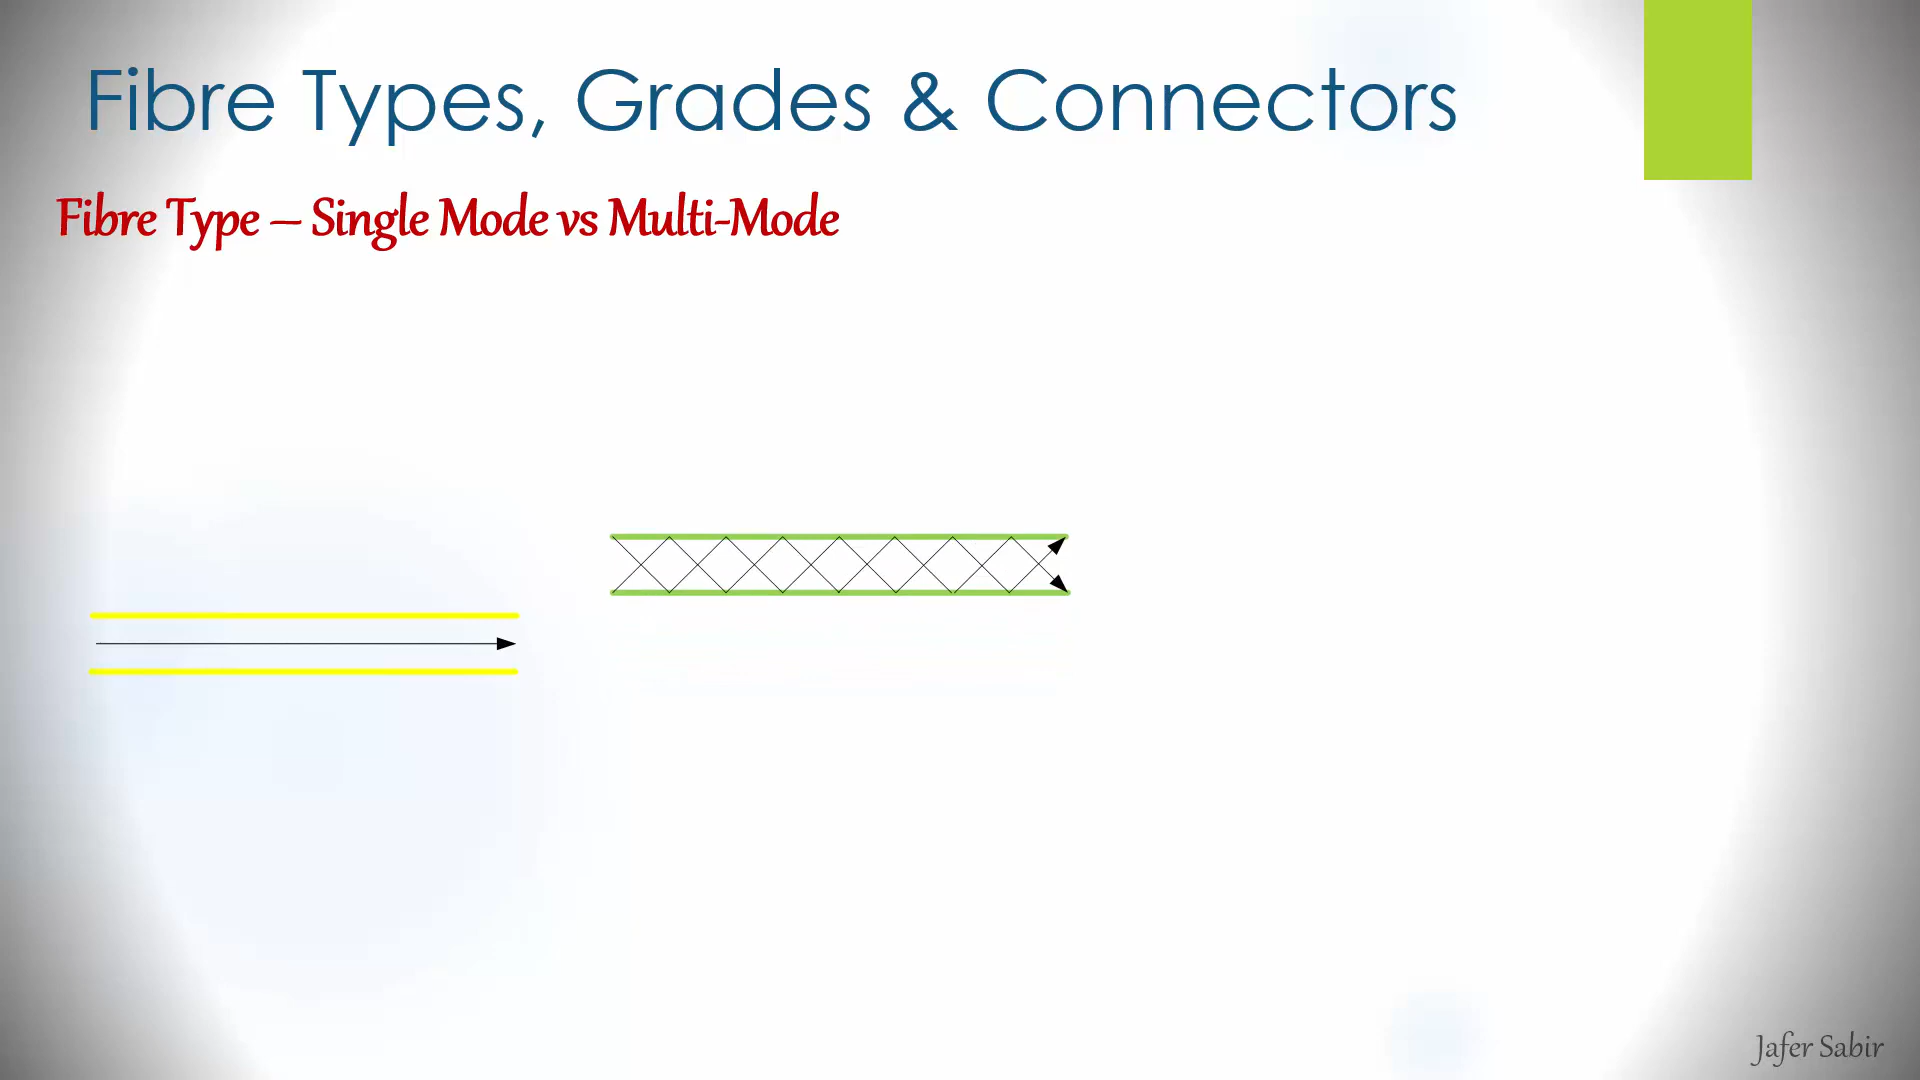 Fibre Types, Grades & Connectors
Fibre Type – Single Mode vs Multi-Mode
Jafer Sabir